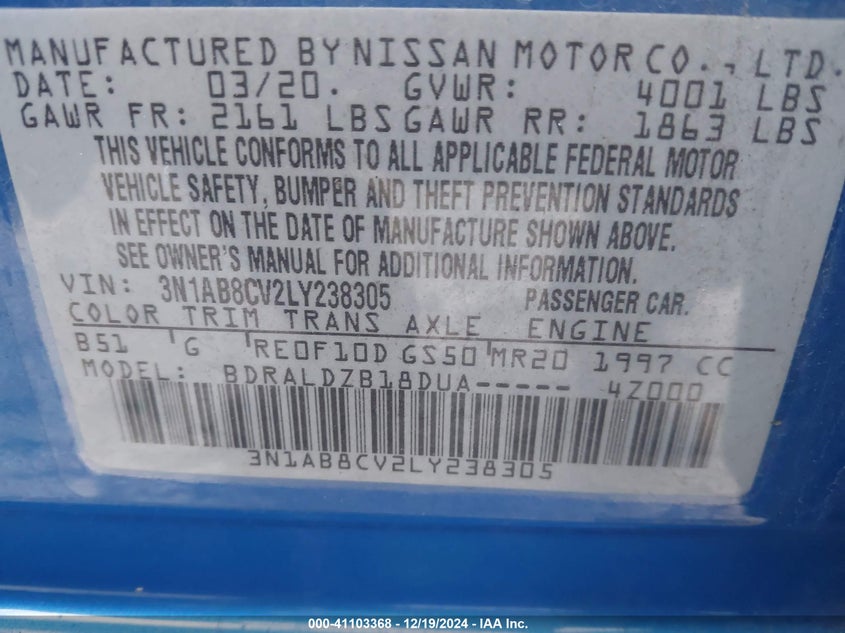 MANUFACTURED BY NISSAN MOTOR CO., LTD.
DATE: 03/20. GVWR: 4001 LBS
GAWR FR: 2161 LBS GAWR RR: 1863 LBS
THIS VEHICLE CONFORMS TO ALL APPLICABLE FEDERAL MOTOR
VEHICLE SAFETY, BUMPER AND THEFT PREVENTION STANDARDS
IN EFFECT ON THE DATE OF MANUFACTURE SHOWN ABOVE.
SEE OWNER'S MANUAL FOR ADDITIONAL INFORMATION.
VIN: 3N1AB8CV2LY238305 PASSENGER CAR.
COLOR TRIM TRANS AXLE ENGINE
B51 G RE0F10D GS50 MR20 1997 CC
MODEL: BDRALDZB18DUA----- 4Z000
3N1AB8CV2LY238305
000-41103368 - 12/19/2024 - IAA Inc.